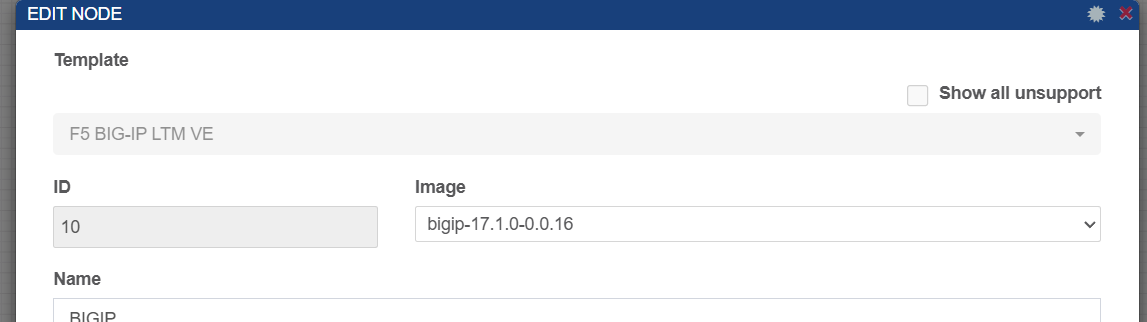 EDIT NODE
Template
Show all unsupport
F5 BIG-IP LTM VE
ID
Image
10
bigip-17.1.0-0.0.16
Name
BIGIP